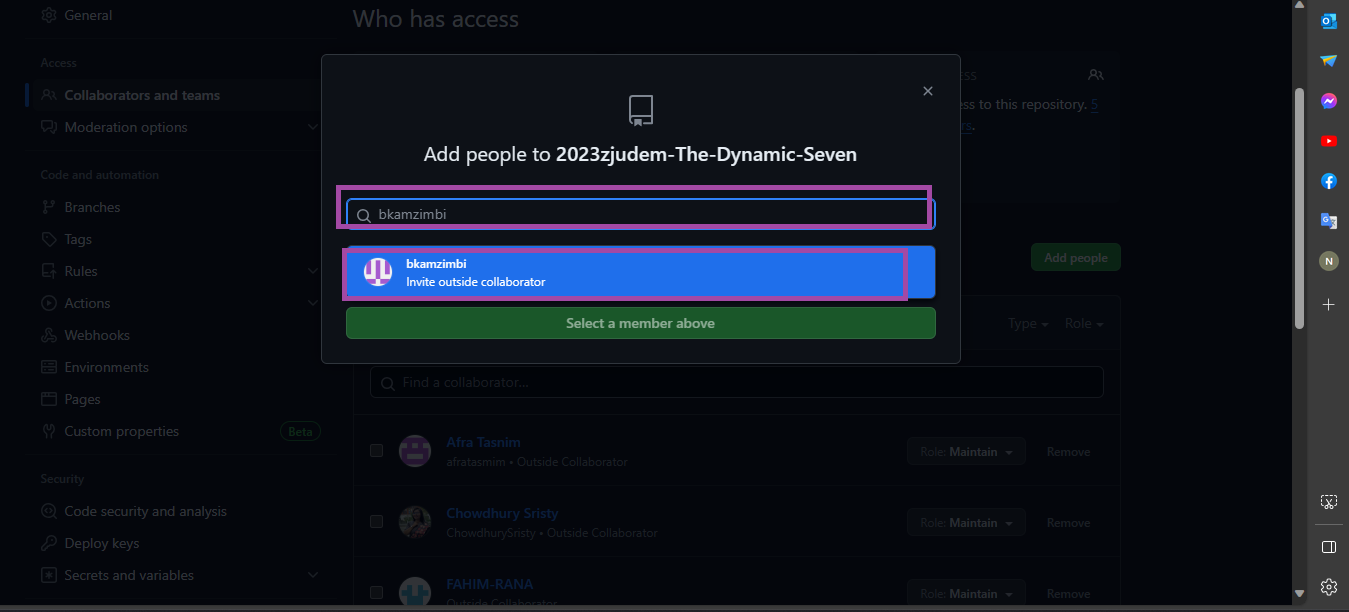 General
Who has access
Access
Collaborators and teams
Moderation options
Code and automation
Branches
Tags
Rules
Actions
Webhooks
Environments
Pages
Custom properties
Beta
Security
Code security and analysis
Deploy keys
Secrets and variables
Add people to 2023zjudem-The-Dynamic-Seven
bkamzimbi
bkamzimbi
Invite outside collaborator
Select a member above
to this repository. 5
Add people
Type
Role
Find a collaborator...
Afra Tasnim
afratasmim • Outside Collaborator
Role: Maintain
Remove
Chowdhury Sristy
ChowdhurySristy • Outside Collaborator
Role: Maintain
Remove
FAHIM-RANA
Outside Collaborator
Role: Maintain
Remove
N